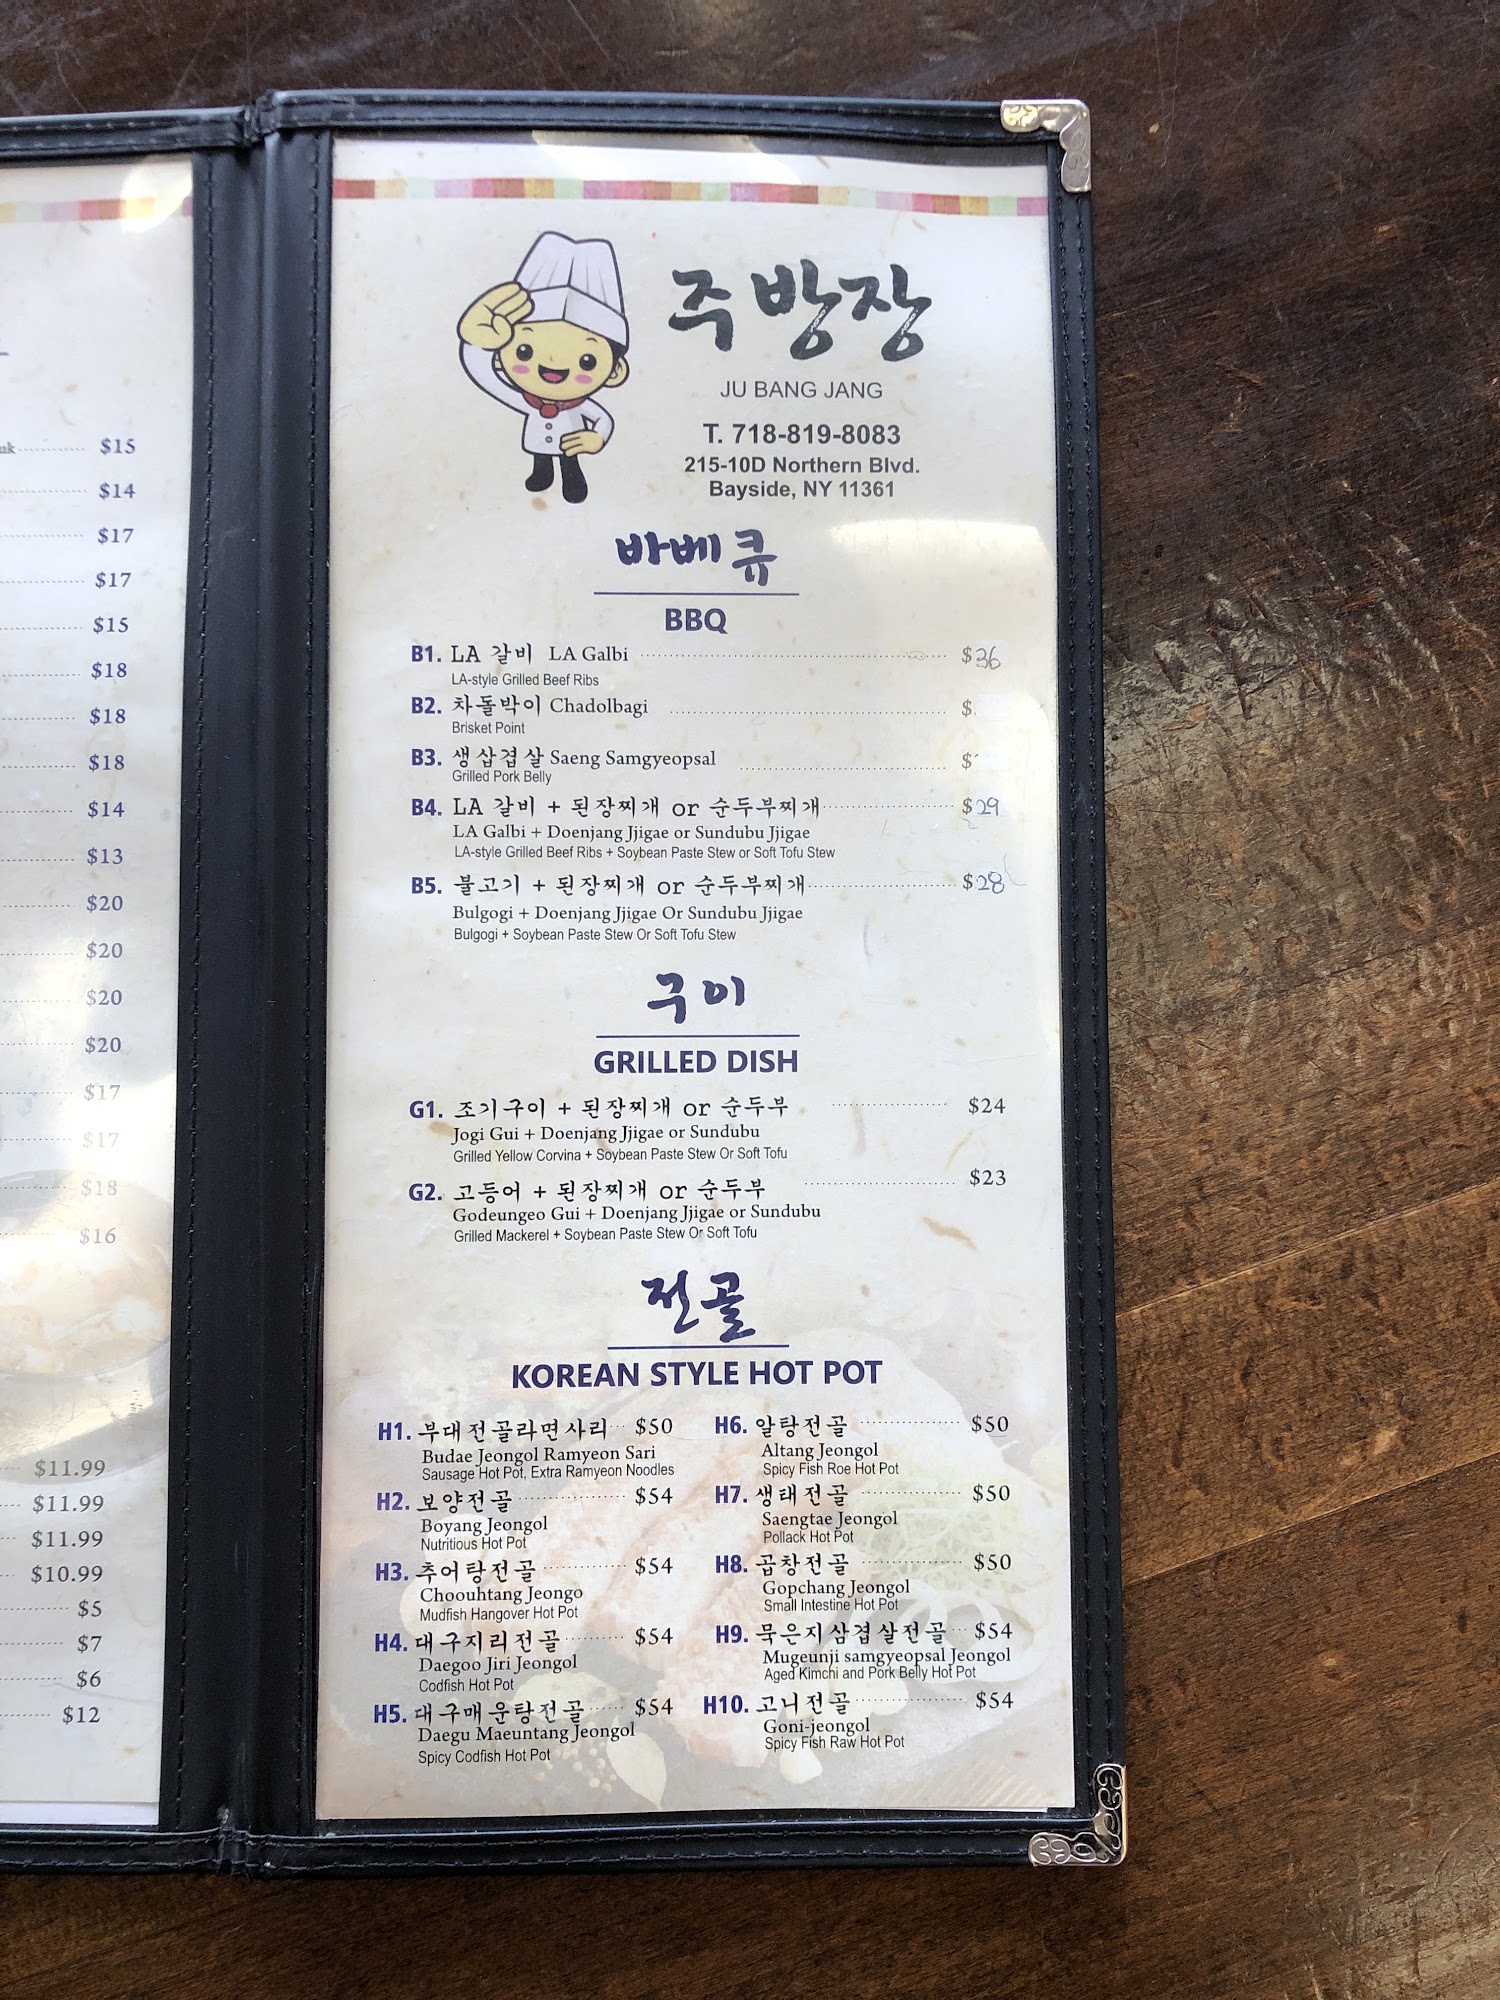 uk $15
$14
$17
$17
$15
$18
$18
$18
$14
$13
$20
$20
$20
$20
$17
$17
$18
$16
$11.99
$11.99
$11.99
$10.99
$5
$7
$6
$12
주방장
JU BANG JANG
T. 718-819-8083
215-10D Northern Blvd.
Bayside, NY 11361
바베큐
BBQ
B1. LA 갈비 LA Galbi $36
LA-style Grilled Beef Ribs
B2. 차돌박이 Chadolbagi $
Brisket Point
B3. 생삼겹살 Saeng Samgyeopsal $
Grilled Pork Belly
B4. LA 갈비 + 된장찌개 or 순두부찌개 $29
LA Galbi + Doenjang Jjigae or Sundubu Jjigae
LA-style Grilled Beef Ribs + Soybean Paste Stew or Soft Tofu Stew
B5. 불고기 + 된장찌개 or 순두부찌개 $28
Bulgogi + Doenjang Jjigae Or Sundubu Jjigae
Bulgogi + Soybean Paste Stew Or Soft Tofu Stew
구이
GRILLED DISH
G1. 조기구이 + 된장찌개 or 순두부 $24
Jogi Gui + Doenjang Jjigae or Sundubu
Grilled Yellow Corvina + Soybean Paste Stew Or Soft Tofu
G2. 고등어 + 된장찌개 or 순두부 $23
Godeungeo Gui + Doenjang Jjigae or Sundubu
Grilled Mackerel + Soybean Paste Stew Or Soft Tofu
전골
KOREAN STYLE HOT POT
H1. 부대전골라면사리 $50
Budae Jeongol Ramyeon Sari
Sausage Hot Pot, Extra Ramyeon Noodles
H2. 보양전골 $54
Boyang Jeongol
Nutritious Hot Pot
H3. 추어탕전골 $54
Choouhtang Jeongo
Mudfish Hangover Hot Pot
H4. 대구지리전골 $54
Daegoo Jiri Jeongol
Codfish Hot Pot
H5. 대구매운탕전골 $54
Daegu Maeuntang Jeongol
Spicy Codfish Hot Pot
H6. 알탕전골 $50
Altang Jeongol
Spicy Fish Roe Hot Pot
H7. 생태전골 $50
Saengtae Jeongol
Pollack Hot Pot
H8. 곱창전골 $50
Gopchang Jeongol
Small Intestine Hot Pot
H9. 묵은지삼겹살전골 $54
Mugeunji samgyeopsal Jeongol
Aged Kimchi and Pork Belly Hot Pot
H10. 고니전골 $54
Goni-jeongol
Spicy Fish Raw Hot Pot